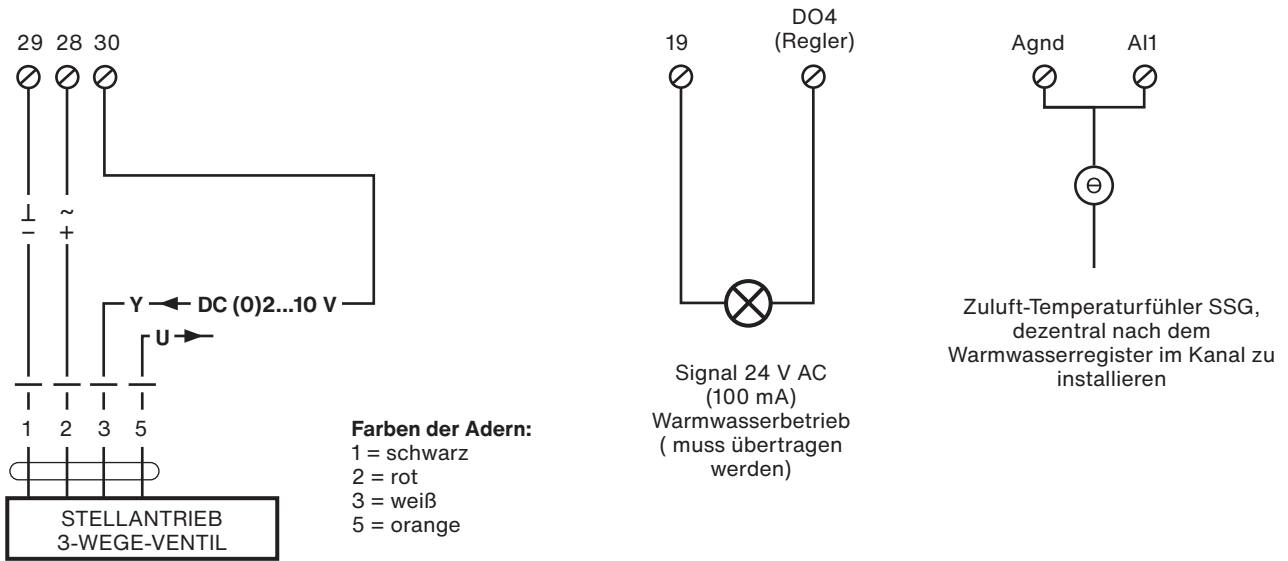 29 28 30
⊥ ~
– +
Y DC (0)2...10 V
U
1 2 3 5
STELLANTRIEB
3-WEGE-VENTIL
Farben der Adern:
1 = schwarz
2 = rot
3 = weiß
5 = orange
19
DO4
(Regler)
Signal 24 V AC
(100 mA)
Warmwasserbetrieb
( muss übertragen
werden)
Agnd AI1
Θ
Zuluft-Temperaturfühler SSG,
dezentral nach dem
Warmwasserregister im Kanal zu
installieren